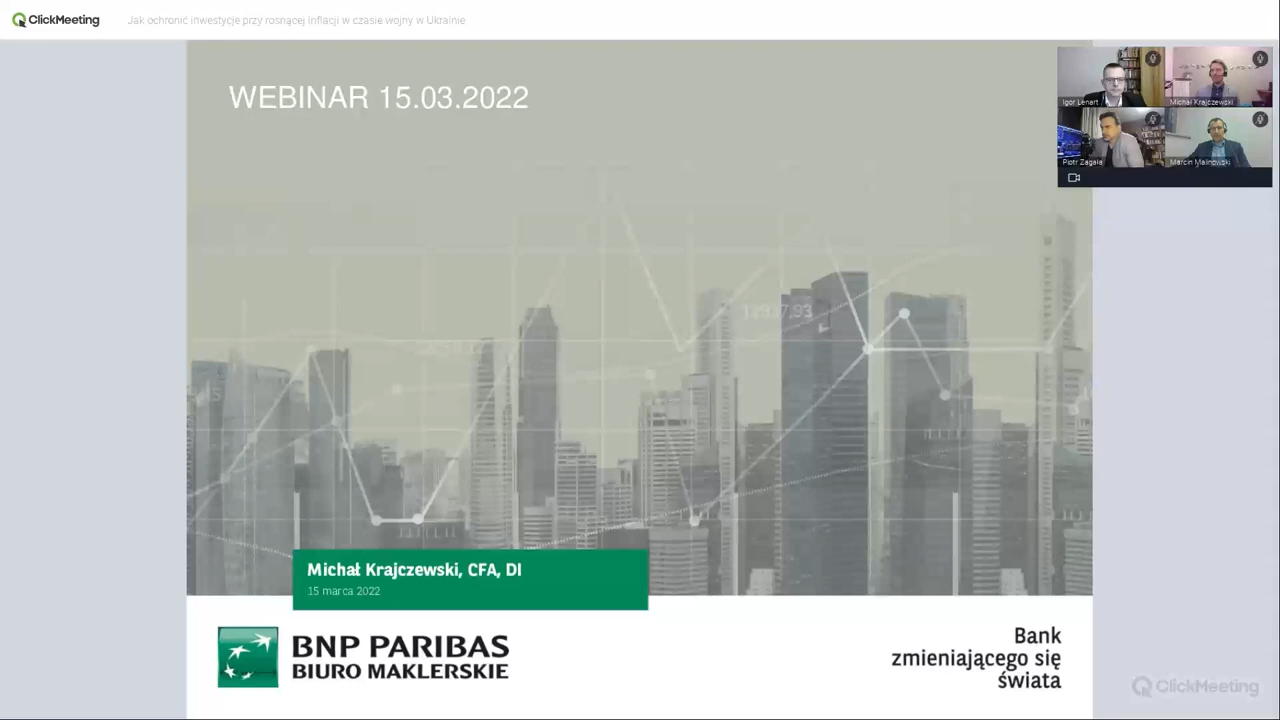 ClickMeeting
Jak ochronić inwestycje przy rosnącej inflacji w czasie wojny w Ukrainie
WEBINAR 15.03.2022
Igor Lenart
Michał Krajczewski
Piotr Zagała
Marcin Malinowski
Michał Krajczewski, CFA, DI
15 marca 2022
BNP PARIBAS
BIURO MAKLERSKIE
Bank
zmieniającego się
świata
ClickMeeting